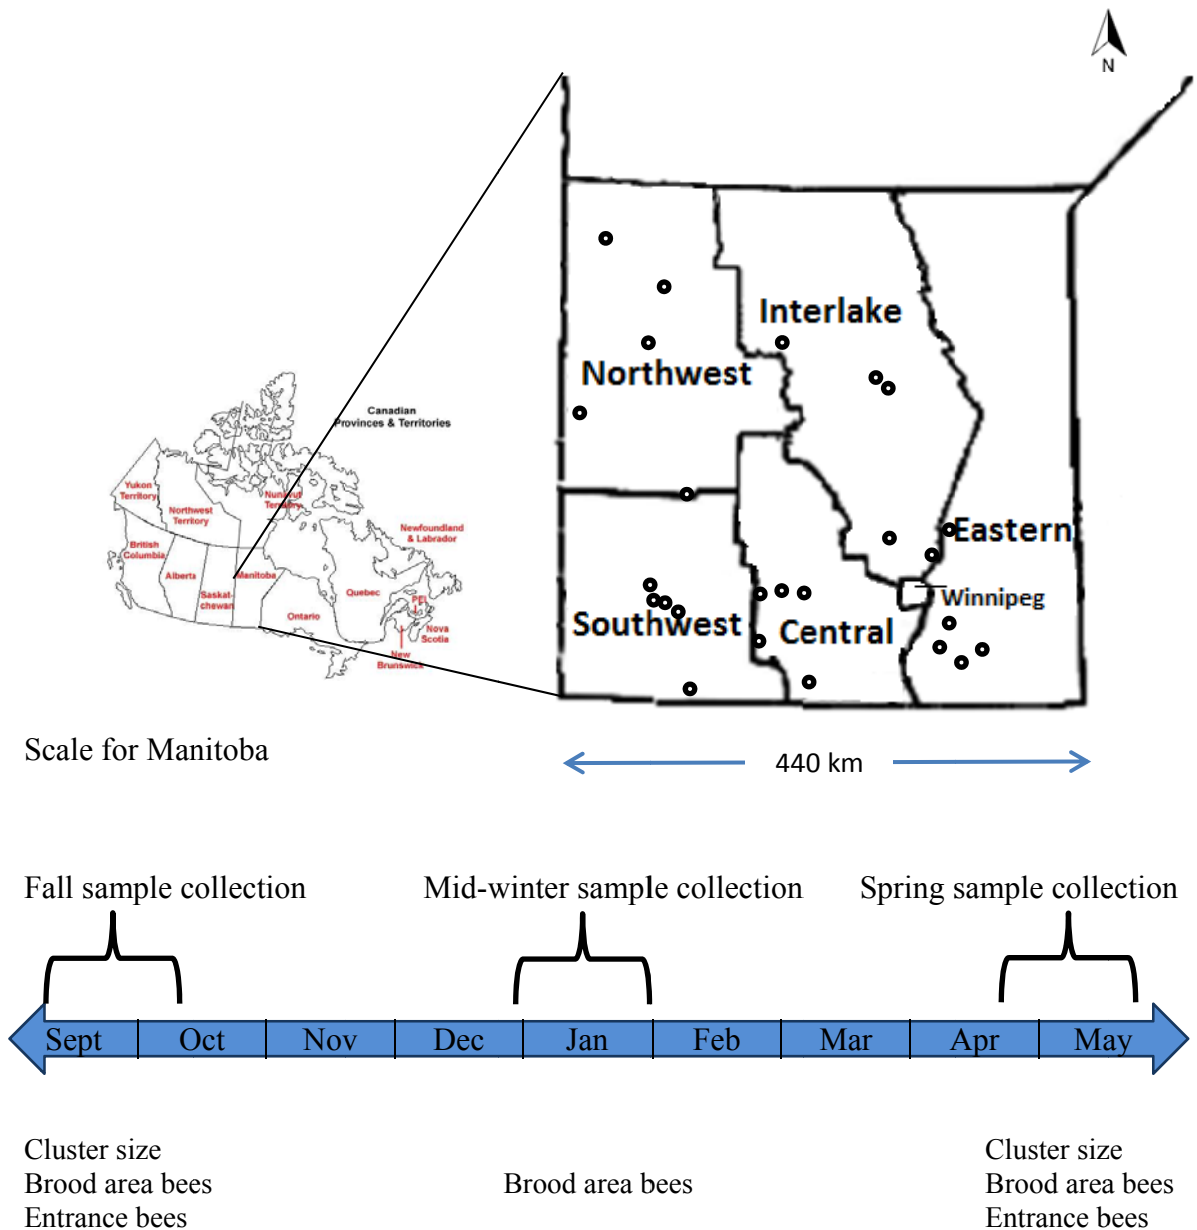 N
Interlake
Northwest
Canadian
Provinces & Territories
Yukon
Territory
Northwest
Territory
Nunavut
Territory
Newfoundland
& Labrador
British
Columbia
Alberta
Manitoba
Saskat-
chewan
Quebec
Ontario
PEI
Nova
Scotia
New
Brunswick
Eastern
Winnipeg
Southwest
Central
Scale for Manitoba
440 km
Fall sample collection
Mid-winter sample collection
Spring sample collection
Sept Oct Nov Dec Jan Feb Mar Apr May
Cluster size
Brood area bees
Entrance bees
Brood area bees
Cluster size
Brood area bees
Entrance bees